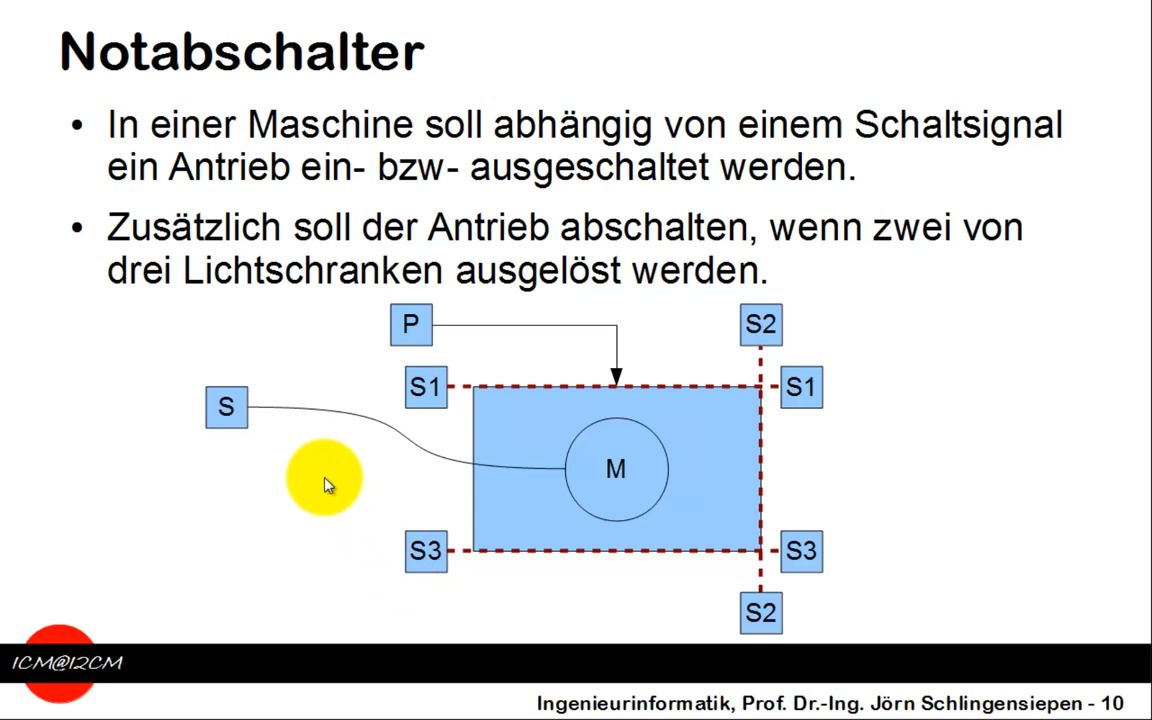 Notabschalter
• In einer Maschine soll abhängig von einem Schaltsignal
ein Antrieb ein- bzw- ausgeschaltet werden.
• Zusätzlich soll der Antrieb abschalten, wenn zwei von
drei Lichtschranken ausgelöst werden.
P
S2
S1
S1
S
M
S3
S3
S2
1CM@12CM
Ingenieurinformatik, Prof. Dr.-Ing. Jörn Schlingensiepen - 10